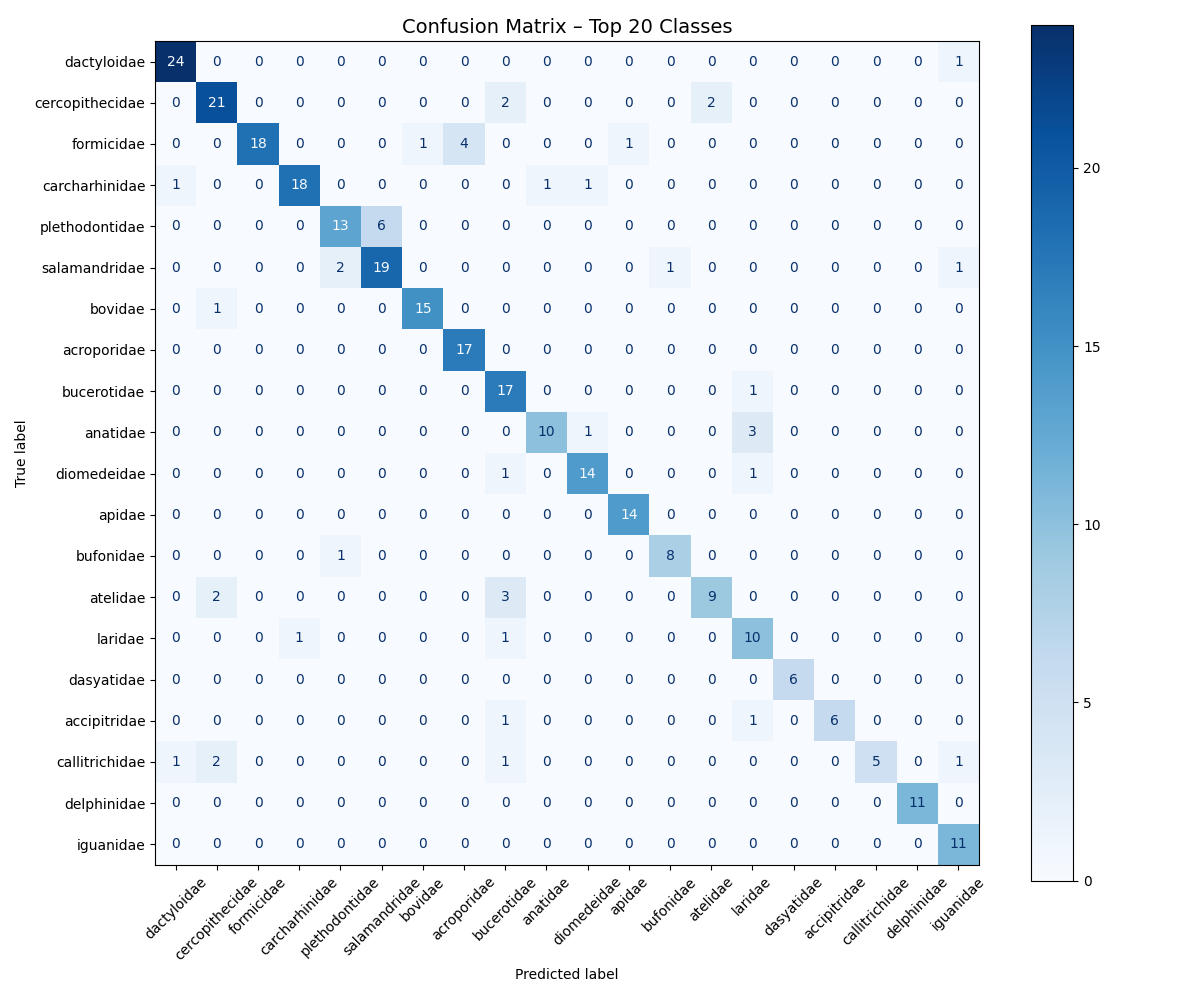 Confusion Matrix – Top 20 Classes
dactyloidae 24 0 0 0 0 0 0 0 0 0 0 0 0 0 0 0 0 0 0 1
cercopithecidae 0 21 0 0 0 0 0 0 2 0 0 0 0 2 0 0 0 0 0 0
formicidae 0 0 18 0 0 0 1 4 0 0 0 1 0 0 0 0 0 0 0 0
carcharhinidae 1 0 0 18 0 0 0 0 0 1 1 0 0 0 0 0 0 0 0 0
plethodontidae 0 0 0 0 13 6 0 0 0 0 0 0 0 0 0 0 0 0 0 0
salamandridae 0 0 0 0 2 19 0 0 0 0 0 0 1 0 0 0 0 0 0 1
bovidae 0 1 0 0 0 0 15 0 0 0 0 0 0 0 0 0 0 0 0 0
acroporidae 0 0 0 0 0 0 0 17 0 0 0 0 0 0 0 0 0 0 0 0
bucerotidae 0 0 0 0 0 0 0 0 17 0 0 0 0 0 1 0 0 0 0 0
anatidae 0 0 0 0 0 0 0 0 0 10 1 0 0 0 3 0 0 0 0 0
diomedeidae 0 0 0 0 0 0 0 0 1 0 14 0 0 0 1 0 0 0 0 0
apidae 0 0 0 0 0 0 0 0 0 0 0 14 0 0 0 0 0 0 0 0
bufonidae 0 0 0 0 1 0 0 0 0 0 0 0 8 0 0 0 0 0 0 0
atelidae 0 2 0 0 0 0 0 0 3 0 0 0 0 9 0 0 0 0 0 0
laridae 0 0 0 1 0 0 0 0 1 0 0 0 0 0 10 0 0 0 0 0
dasyatidae 0 0 0 0 0 0 0 0 0 0 0 0 0 0 0 6 0 0 0 0
accipitridae 0 0 0 0 0 0 0 0 1 0 0 0 0 0 1 0 6 0 0 0
callitrichidae 1 2 0 0 0 0 0 0 1 0 0 0 0 0 0 0 0 5 0 1
delphinidae 0 0 0 0 0 0 0 0 0 0 0 0 0 0 0 0 0 0 11 0
iguanidae 0 0 0 0 0 0 0 0 0 0 0 0 0 0 0 0 0 0 0 11
True label
dactyloidae
cercopithecidae
formicidae
carcharhinidae
plethodontidae
salamandridae
bovidae
acroporidae
bucerotidae
anatidae
diomedeidae
apidae
bufonidae
atelidae
laridae
dasyatidae
accipitridae
callitrichidae
delphinidae
iguanidae
Predicted label
20
15
10
5
0